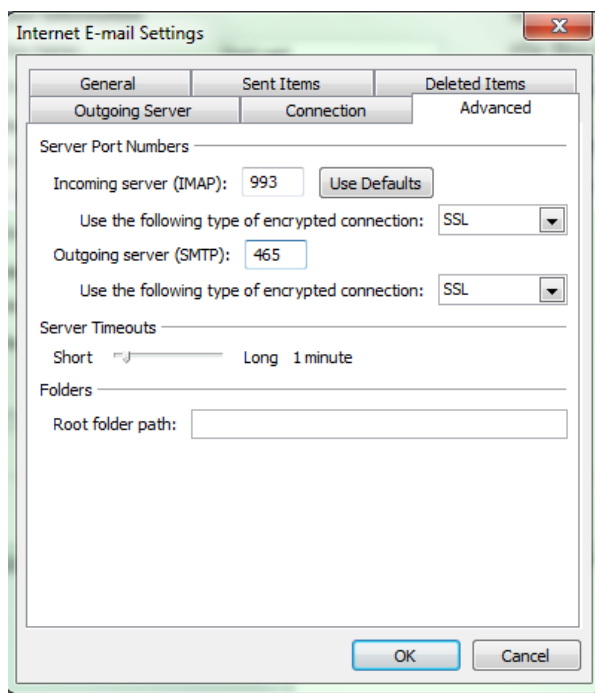 Internet E-mail Settings
General Sent Items Deleted Items
Outgoing Server Connection Advanced
Server Port Numbers
Incoming server (IMAP): 993 Use Defaults
Use the following type of encrypted connection: SSL
Outgoing server (SMTP): 465
Use the following type of encrypted connection: SSL
Server Timeouts
Short Long 1 minute
Folders
Root folder path:
OK Cancel